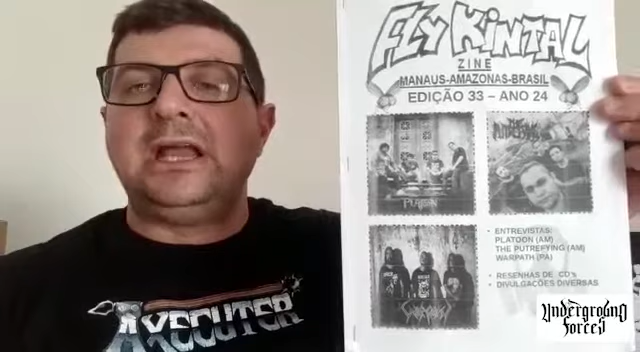 FLY KINTAL
ZINE
MANAUS-AMAZONAS-BRASIL
EDIÇÃO 33 – ANO 24
PLATOON
• ENTREVISTAS:
PLATOON (AM)
THE PUTREFYING (AM)
WARPATH (PA)
• RESENHAS DE CD's
• DIVULGAÇÕES DIVERSAS
AXECUTER
Underground
Forces